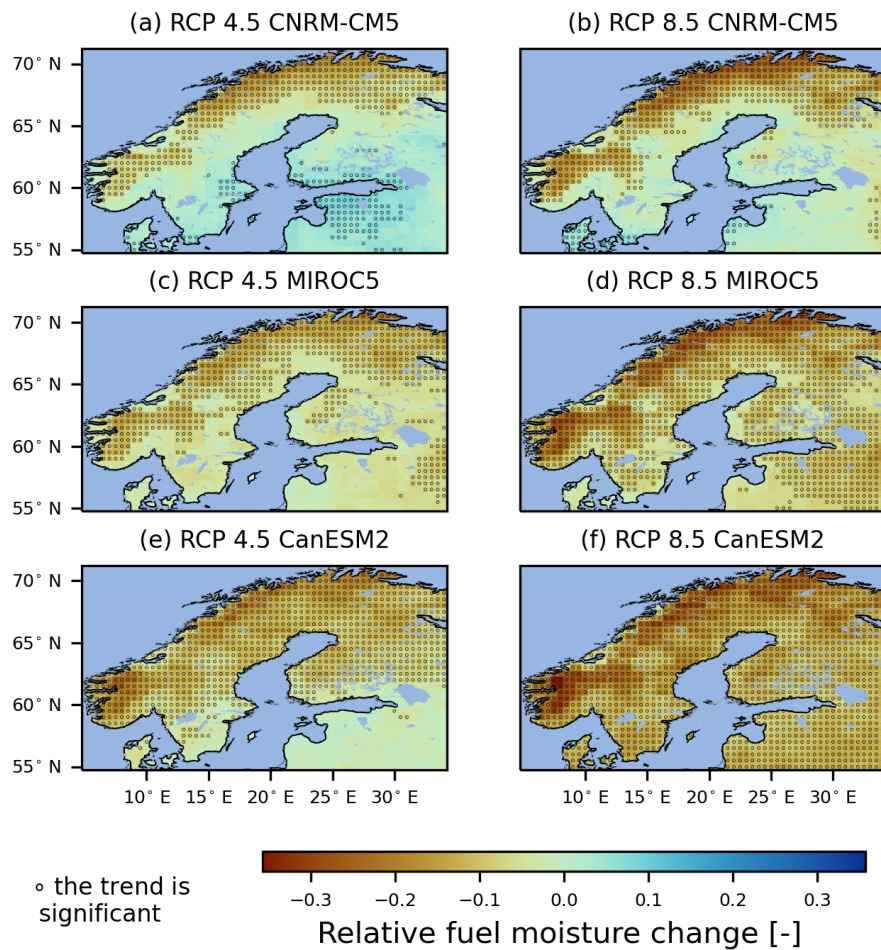 (a) RCP 4.5 CNRM-CM5
(b) RCP 8.5 CNRM-CM5
70° N
65° N
60° N
55° N
(c) RCP 4.5 MIROC5
(d) RCP 8.5 MIROC5
70° N
65° N
60° N
55° N
(e) RCP 4.5 CanESM2
(f) RCP 8.5 CanESM2
70° N
65° N
60° N
55° N
10° E 15° E 20° E 25° E 30° E
10° E 15° E 20° E 25° E 30° E
the trend is
significant
−0.3 −0.2 −0.1 0.0 0.1 0.2 0.3
Relative fuel moisture change [-]